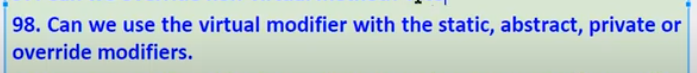 98. Can we use the virtual modifier with the static, abstract, private or
override modifiers.